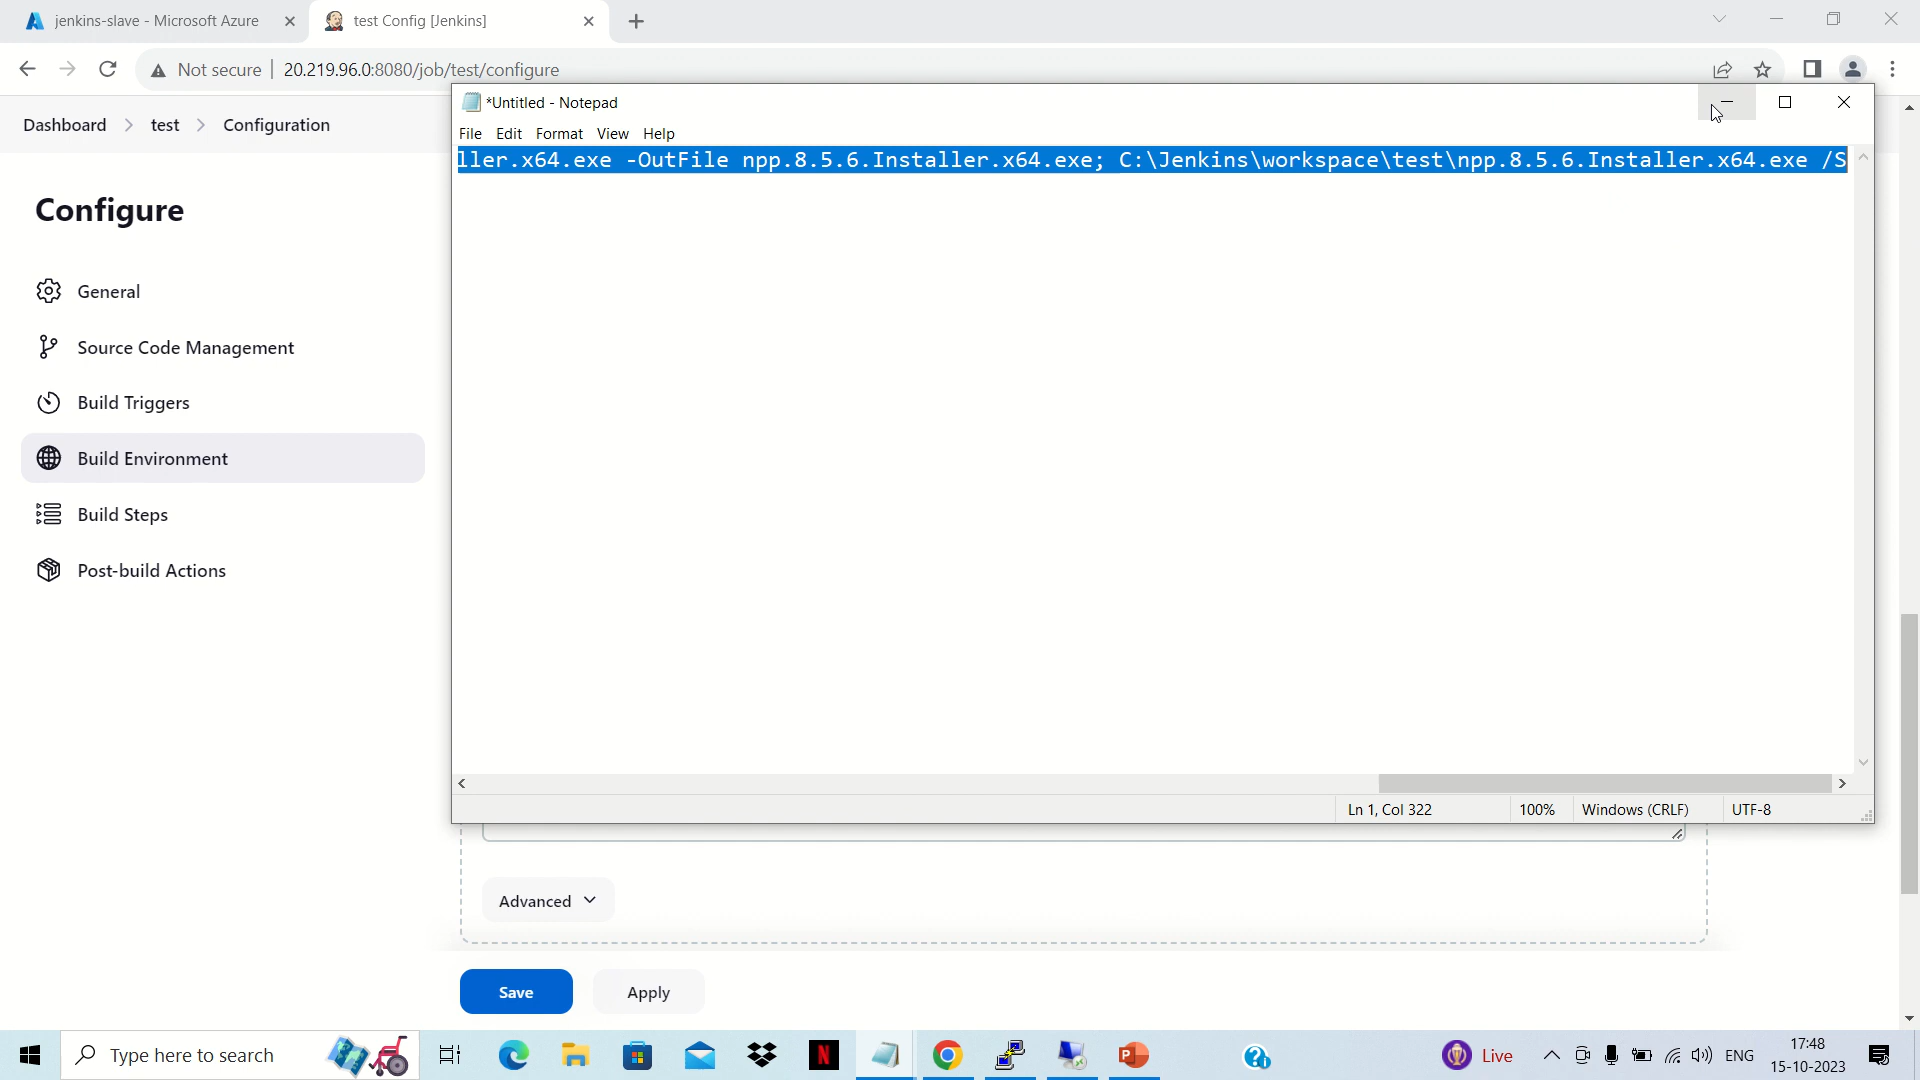 jenkins-slave - Microsoft Azure
test Config [Jenkins]
Not secure
20.219.96.0:8080/job/test/configure
Dashboard
test
Configuration
Configure
General
Source Code Management
Build Triggers
Build Environment
Build Steps
Post-build Actions
*Untitled - Notepad
File Edit Format View Help
ller.x64.exe -OutFile npp.8.5.6.Installer.x64.exe; C:\Jenkins\workspace\test\npp.8.5.6.Installer.x64.exe /S
Ln 1, Col 322
100%
Windows (CRLF)
UTF-8
Advanced
Save
Apply
Type here to search
Live
ENG
17:48
15-10-2023